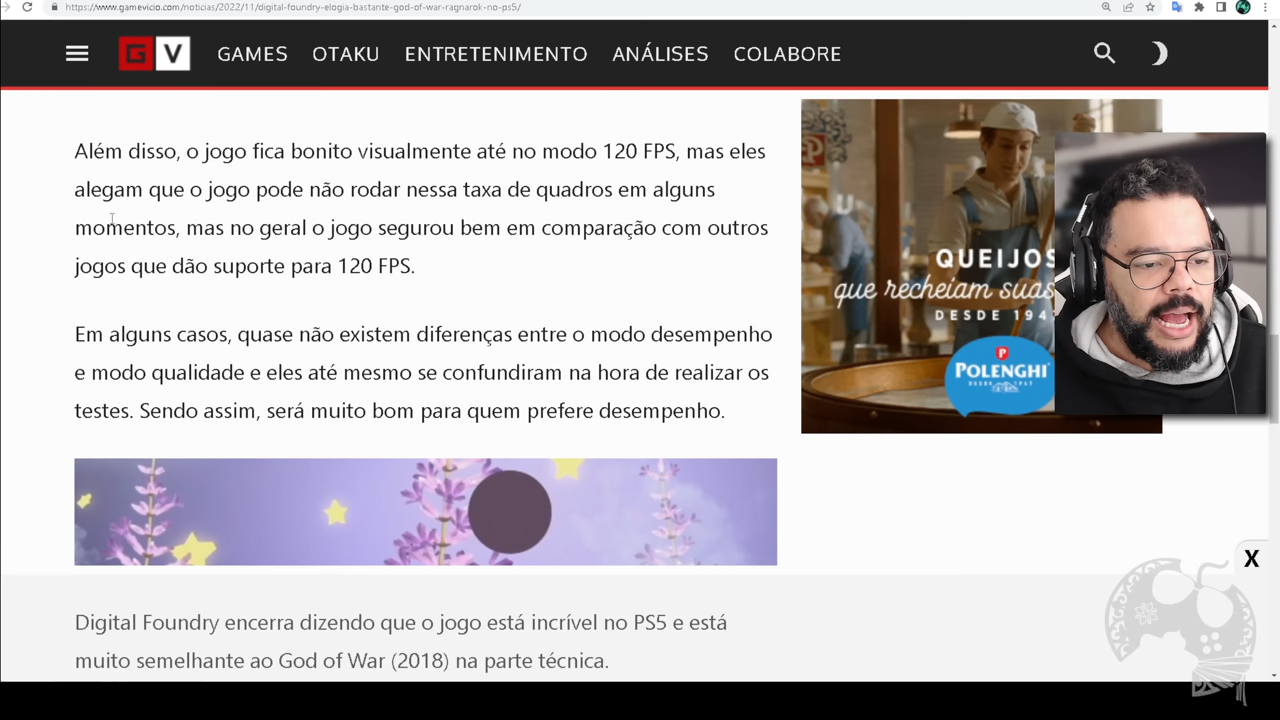 https://www.gamevicio.com/noticias/2022/11/digital-foundry-elogia-bastante-god-of-war-ragnarok-no-ps5/
G V GAMES OTAKU ENTRETENIMENTO ANÁLISES COLABORE
Além disso, o jogo fica bonito visualmente até no modo 120 FPS, mas eles
alegam que o jogo pode não rodar nessa taxa de quadros em alguns
momentos, mas no geral o jogo segurou bem em comparação com outros
jogos que dão suporte para 120 FPS.
Em alguns casos, quase não existem diferenças entre o modo desempenho
e modo qualidade e eles até mesmo se confundiram na hora de realizar os
testes. Sendo assim, será muito bom para quem prefere desempenho.
Digital Foundry encerra dizendo que o jogo está incrível no PS5 e está
muito semelhante ao God of War (2018) na parte técnica.
QUEIJOS
que recheiam suas
DESDE 194
P
POLENGHI
X